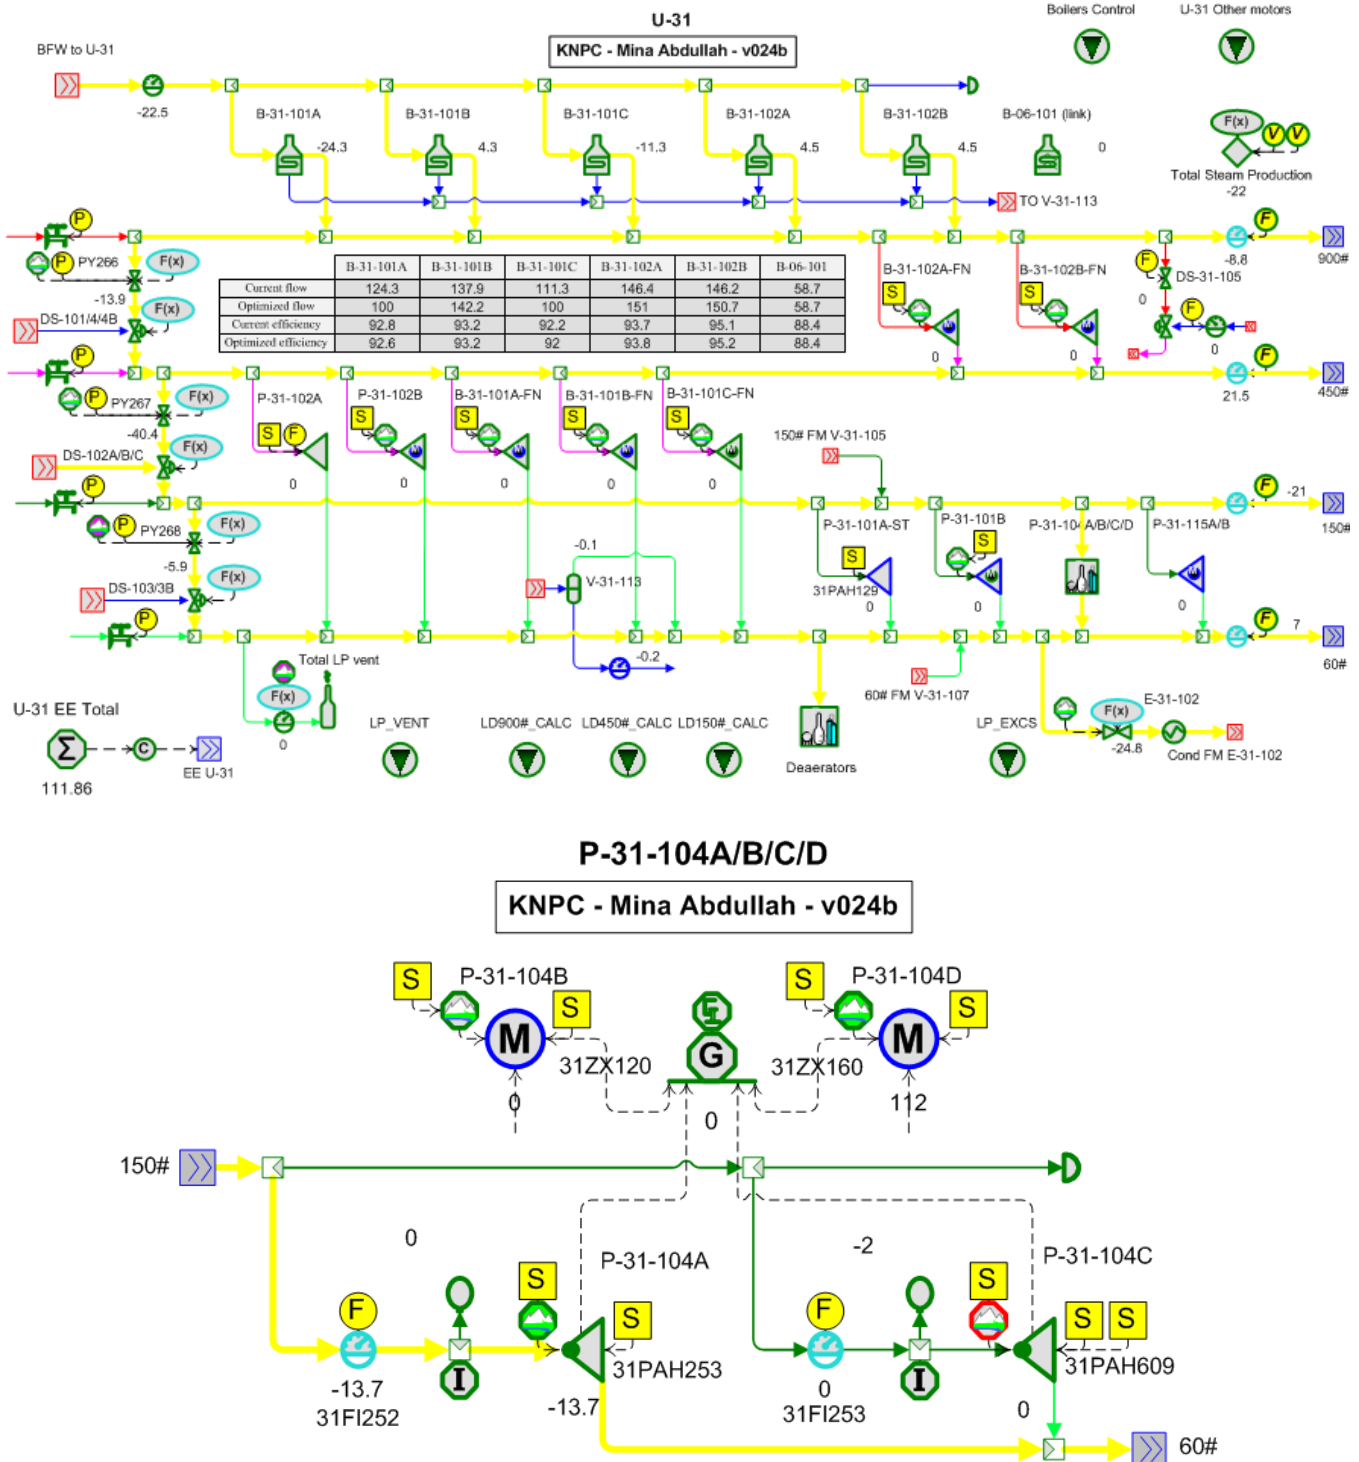 U-31
KNPC - Mina Abdullah - v024b
Boilers Control
U-31 Other motors
BFW to U-31
-22.5
B-31-101A
B-31-101B
B-31-101C
B-31-102A
B-31-102B
B-06-101 (link)
-24.3
4.3
-11.3
4.5
4.5
0
F(x)
V
V
Total Steam Production
-22
TO V-31-113
P
F
900#
-8.8
P
PY266
F(x)
-13.9
F(x)
DS-101/4/4B
B-31-101A B-31-101B B-31-101C B-31-102A B-31-102B B-06-101
Current flow 124.3 137.9 111.3 146.4 146.2 58.7
Optimized flow 100 142.2 100 151 150.7 58.7
Current efficiency 92.8 93.2 92.2 93.7 95.1 88.4
Optimized efficiency 92.6 93.2 92 93.8 95.2 88.4
B-31-102A-FN
S
0
B-31-102B-FN
S
0
F
DS-31-105
0
F
0
P
F
21.5
450#
P
PY267
F(x)
-40.4
F(x)
DS-102A/B/C
P-31-102A
S
F
0
P-31-102B
S
0
B-31-101A-FN
S
0
B-31-101B-FN
S
0
B-31-101C-FN
S
0
150# FM V-31-105
P
F
-21
150#
P
PY268
F(x)
-5.9
F(x)
DS-103/3B
-0.1
V-31-113
P-31-101A-ST
S
31PAH129
0
P-31-101B
S
0
P-31-104A/B/C/D
P-31-115A/B
0
P
F
7
60#
Total LP vent
F(x)
0
-0.2
60# FM V-31-107
E-31-102
F(x)
-24.8
Cond FM E-31-102
U-31 EE Total
Σ
C
EE U-31
111.86
LP_VENT
LD900#_CALC
LD450#_CALC
LD150#_CALC
Deaerators
LP_EXCS
P-31-104A/B/C/D
KNPC - Mina Abdullah - v024b
S
P-31-104B
S
M
31ZX120
0
G
0
S
P-31-104D
S
M
31ZX160
112
150#
0
-2
P-31-104A
P-31-104C
F
S
S
31PAH253
I
-13.7
31FI252
-13.7
F
S
S
S
31PAH609
I
0
31FI253
0
60#